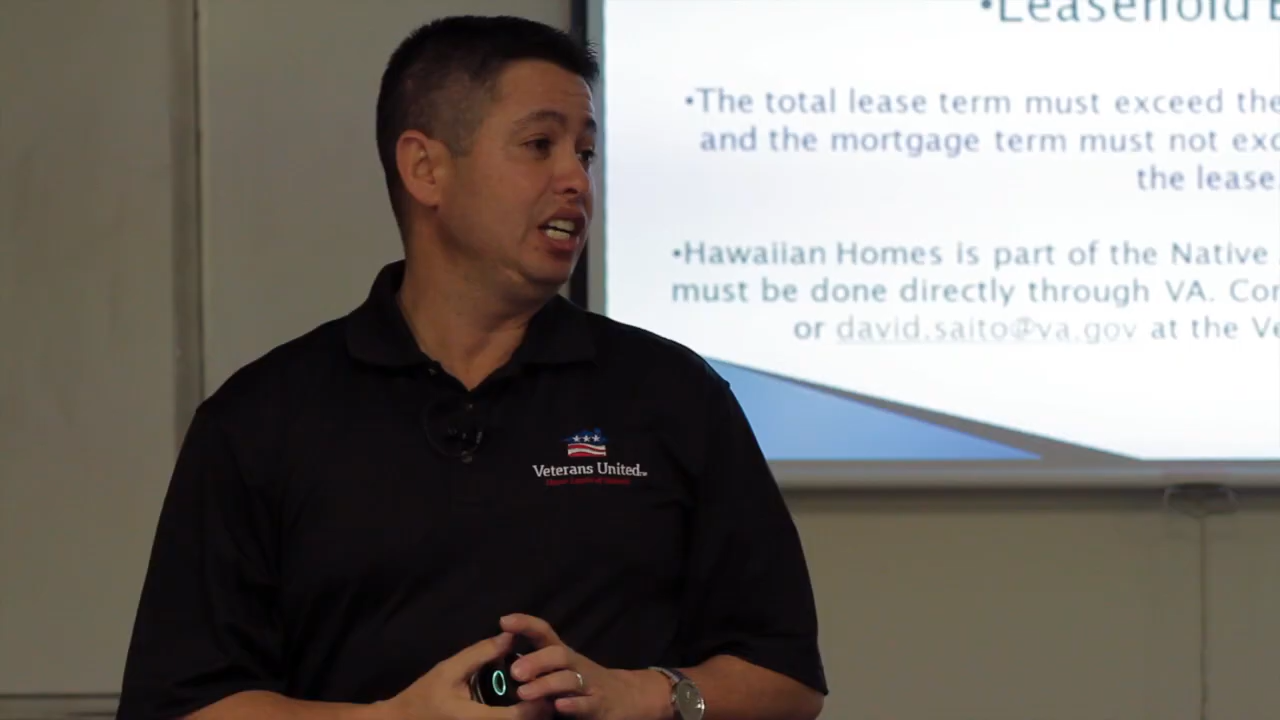 •Leasehold E
•The total lease term must exceed the
and the mortgage term must not exc
the lease.
•Hawaiian Homes is part of the Native
must be done directly through VA. Con
or david.saito@va.gov at the Ve
Veterans United